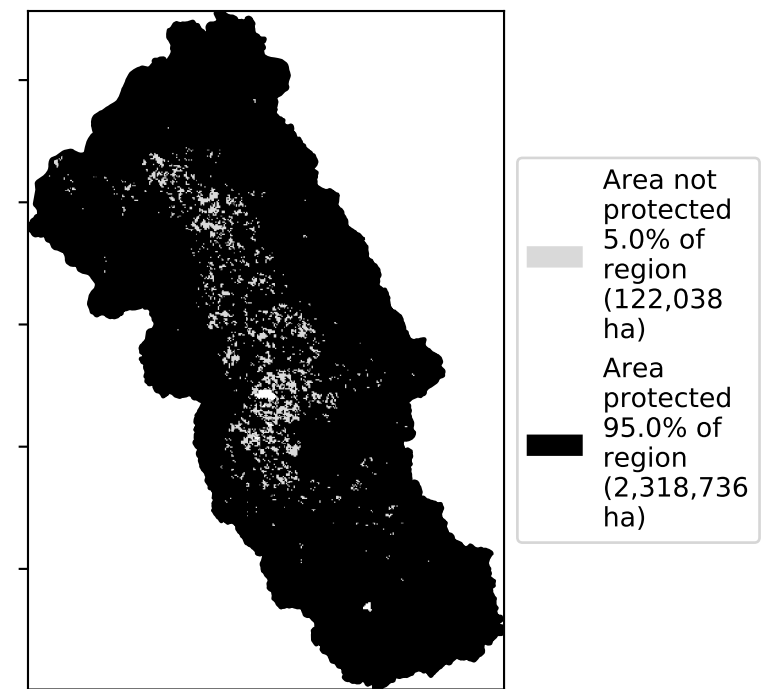 Area not
protected
5.0% of
region
(122,038
ha)
Area
protected
95.0% of
region
(2,318,736
ha)